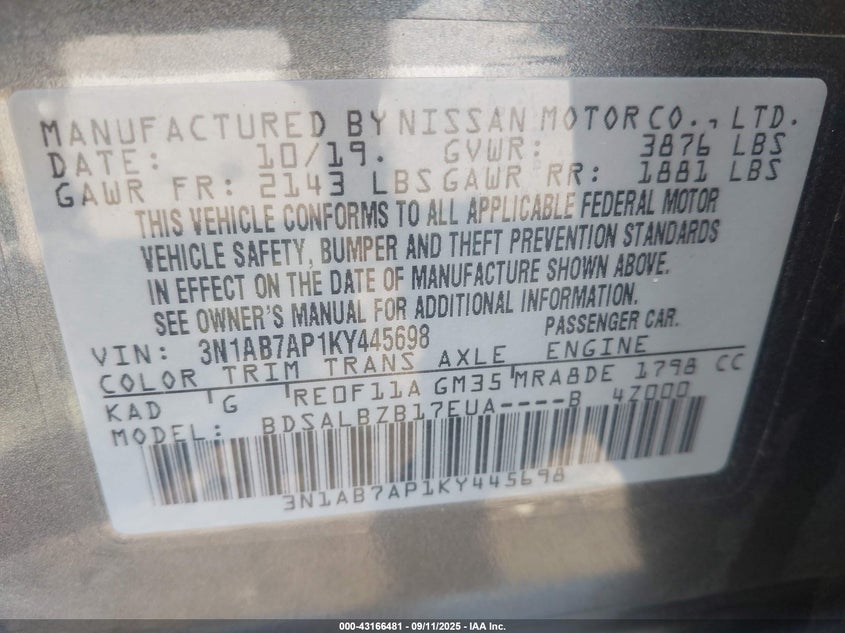 MANUFACTURED BY NISSAN MOTOR CO., LTD.
DATE: 10/19. GVWR: 3876 LBS
GAWR FR: 2143 LBS GAWR RR: 1881 LBS
THIS VEHICLE CONFORMS TO ALL APPLICABLE FEDERAL MOTOR
VEHICLE SAFETY, BUMPER AND THEFT PREVENTION STANDARDS
IN EFFECT ON THE DATE OF MANUFACTURE SHOWN ABOVE.
SEE OWNER'S MANUAL FOR ADDITIONAL INFORMATION.
VIN: 3N1AB7AP1KY445698 PASSENGER CAR.
COLOR TRIM TRANS AXLE ENGINE
KAD G RE0F11A GM35 MRA8DE 1798 CC
MODEL: BDSALBZB17EUA----B 4Z000
3N1AB7AP1KY445698
000-43166481 - 09/11/2025 - IAA Inc.